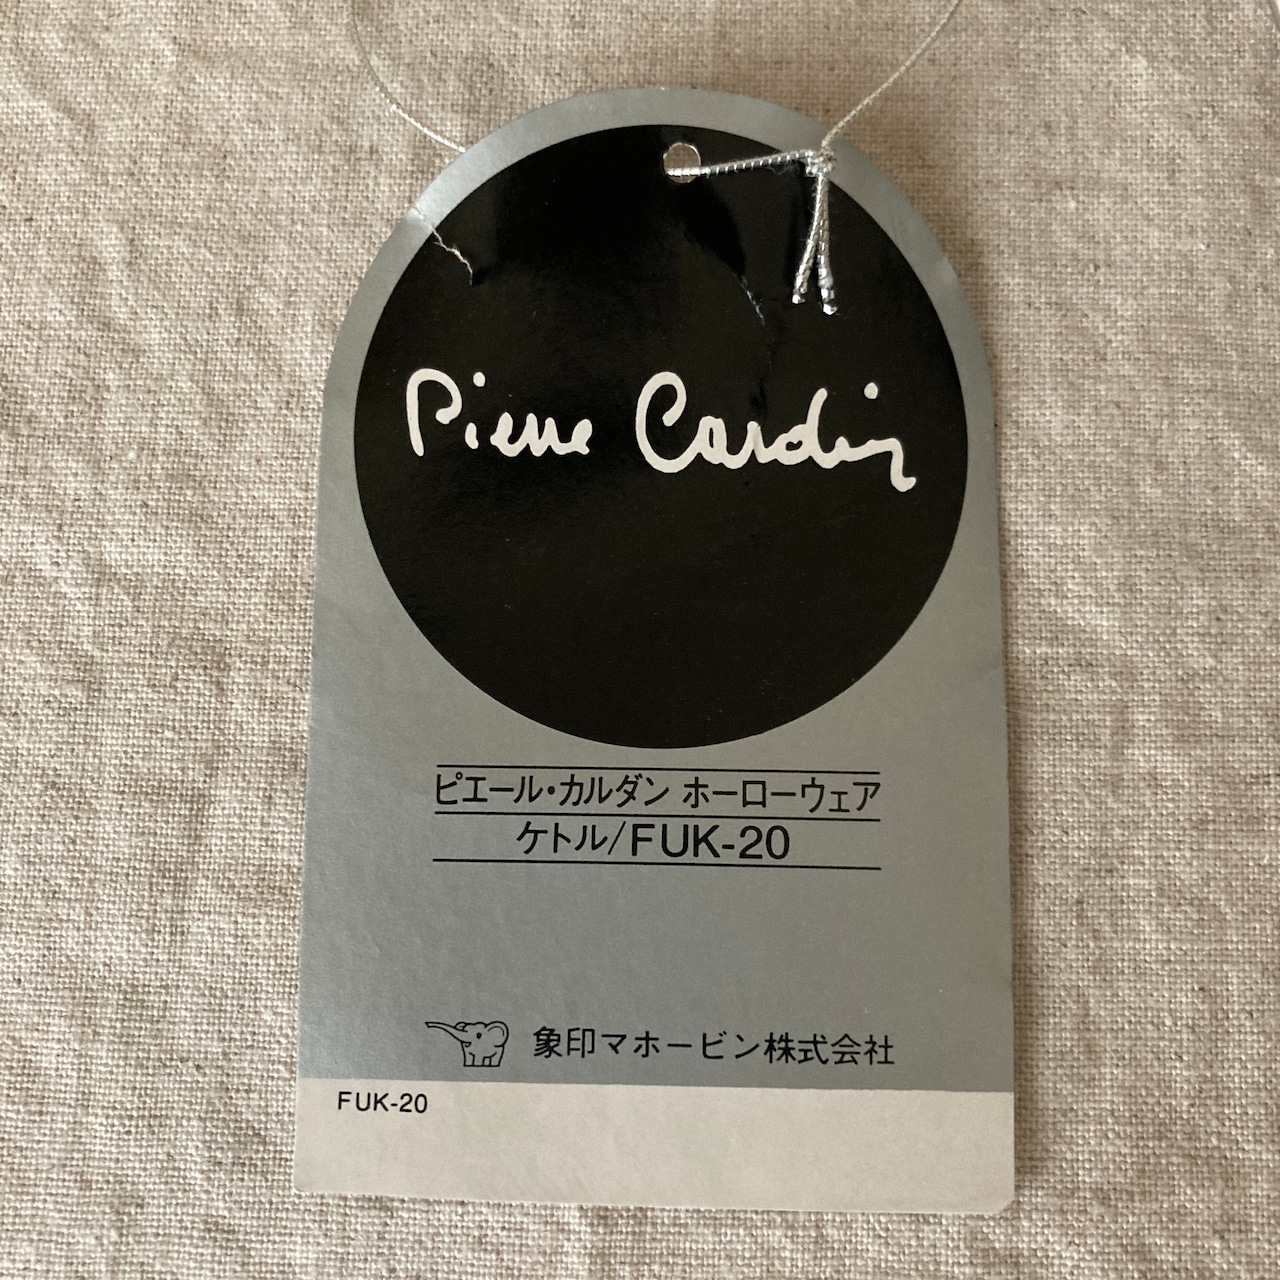 Pierre Cardin
ピエール・カルダン ホーローウェア
ケトル/FUK-20
象印マホービン株式会社
FUK-20